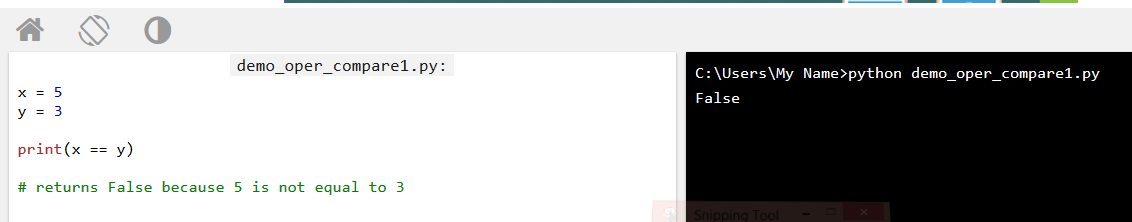 demo_oper_compare1.py:
x = 5
y = 3
print(x == y)
# returns False because 5 is not equal to 3
C:\Users\My Name>python demo_oper_compare1.py
False
Snipping Tool